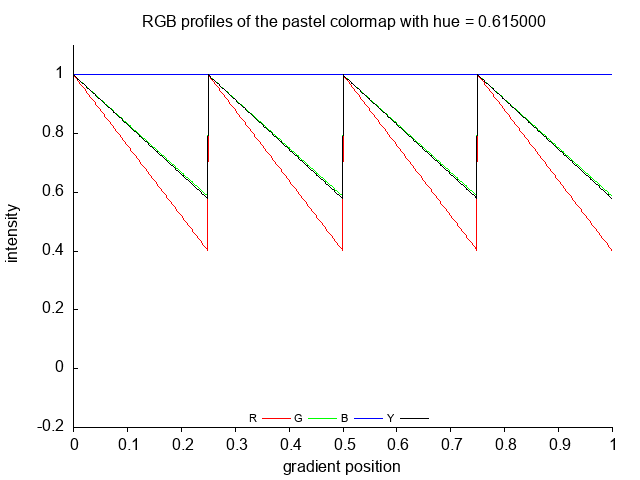 RGB profiles of the pastel colormap with hue = 0.615000
1
0.8
0.6
0.4
0.2
0
-0.2
intensity
R G B Y
0 0.1 0.2 0.3 0.4 0.5 0.6 0.7 0.8 0.9 1
gradient position